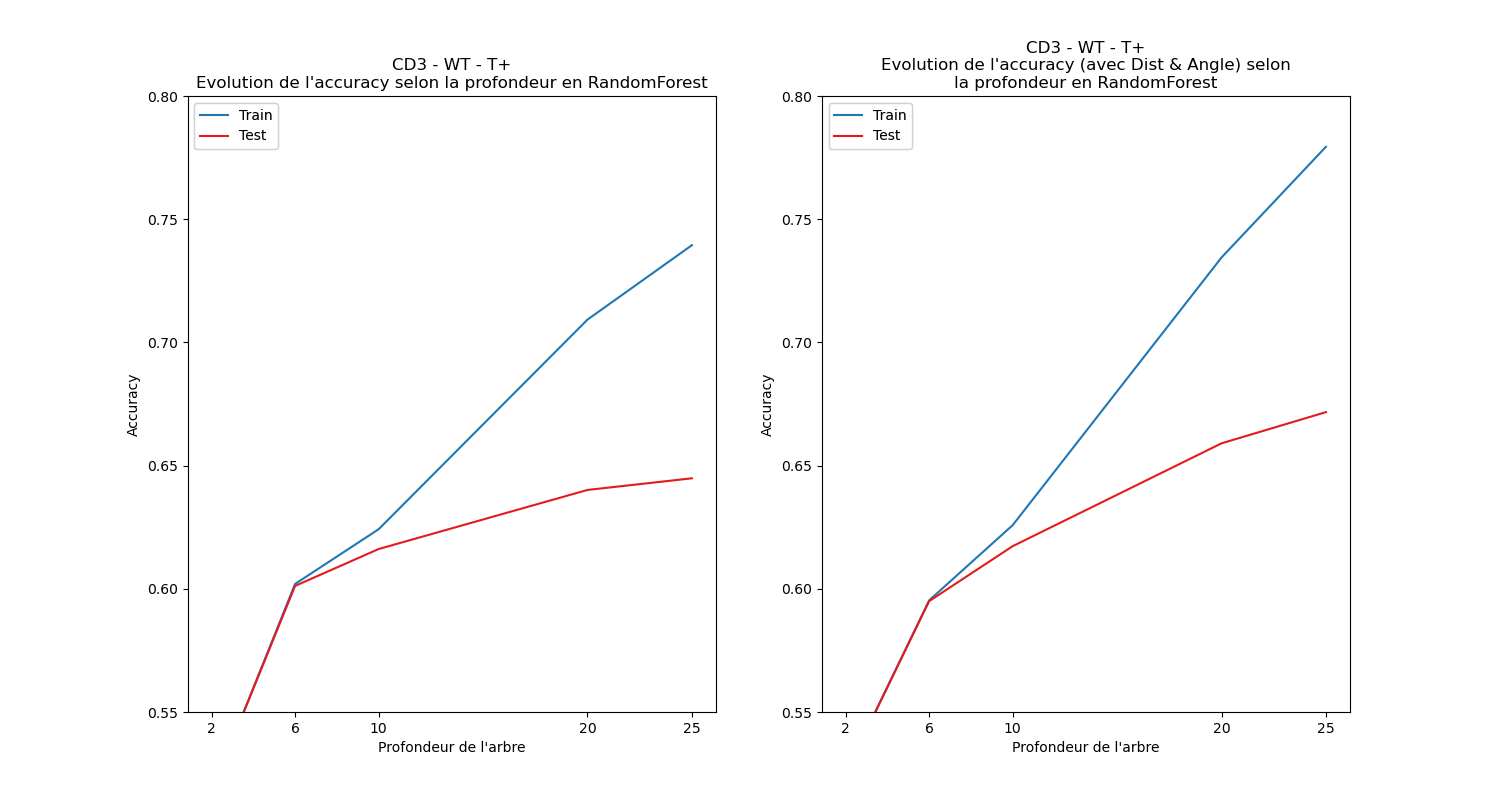 CD3 - WT - T+
Evolution de l'accuracy selon la profondeur en RandomForest
0.80
0.75
0.70
0.65
0.60
0.55
Accuracy
Train
Test
2 6 10 20 25
Profondeur de l'arbre
CD3 - WT - T+
Evolution de l'accuracy (avec Dist & Angle) selon
la profondeur en RandomForest
0.80
0.75
0.70
0.65
0.60
0.55
Accuracy
Train
Test
2 6 10 20 25
Profondeur de l'arbre